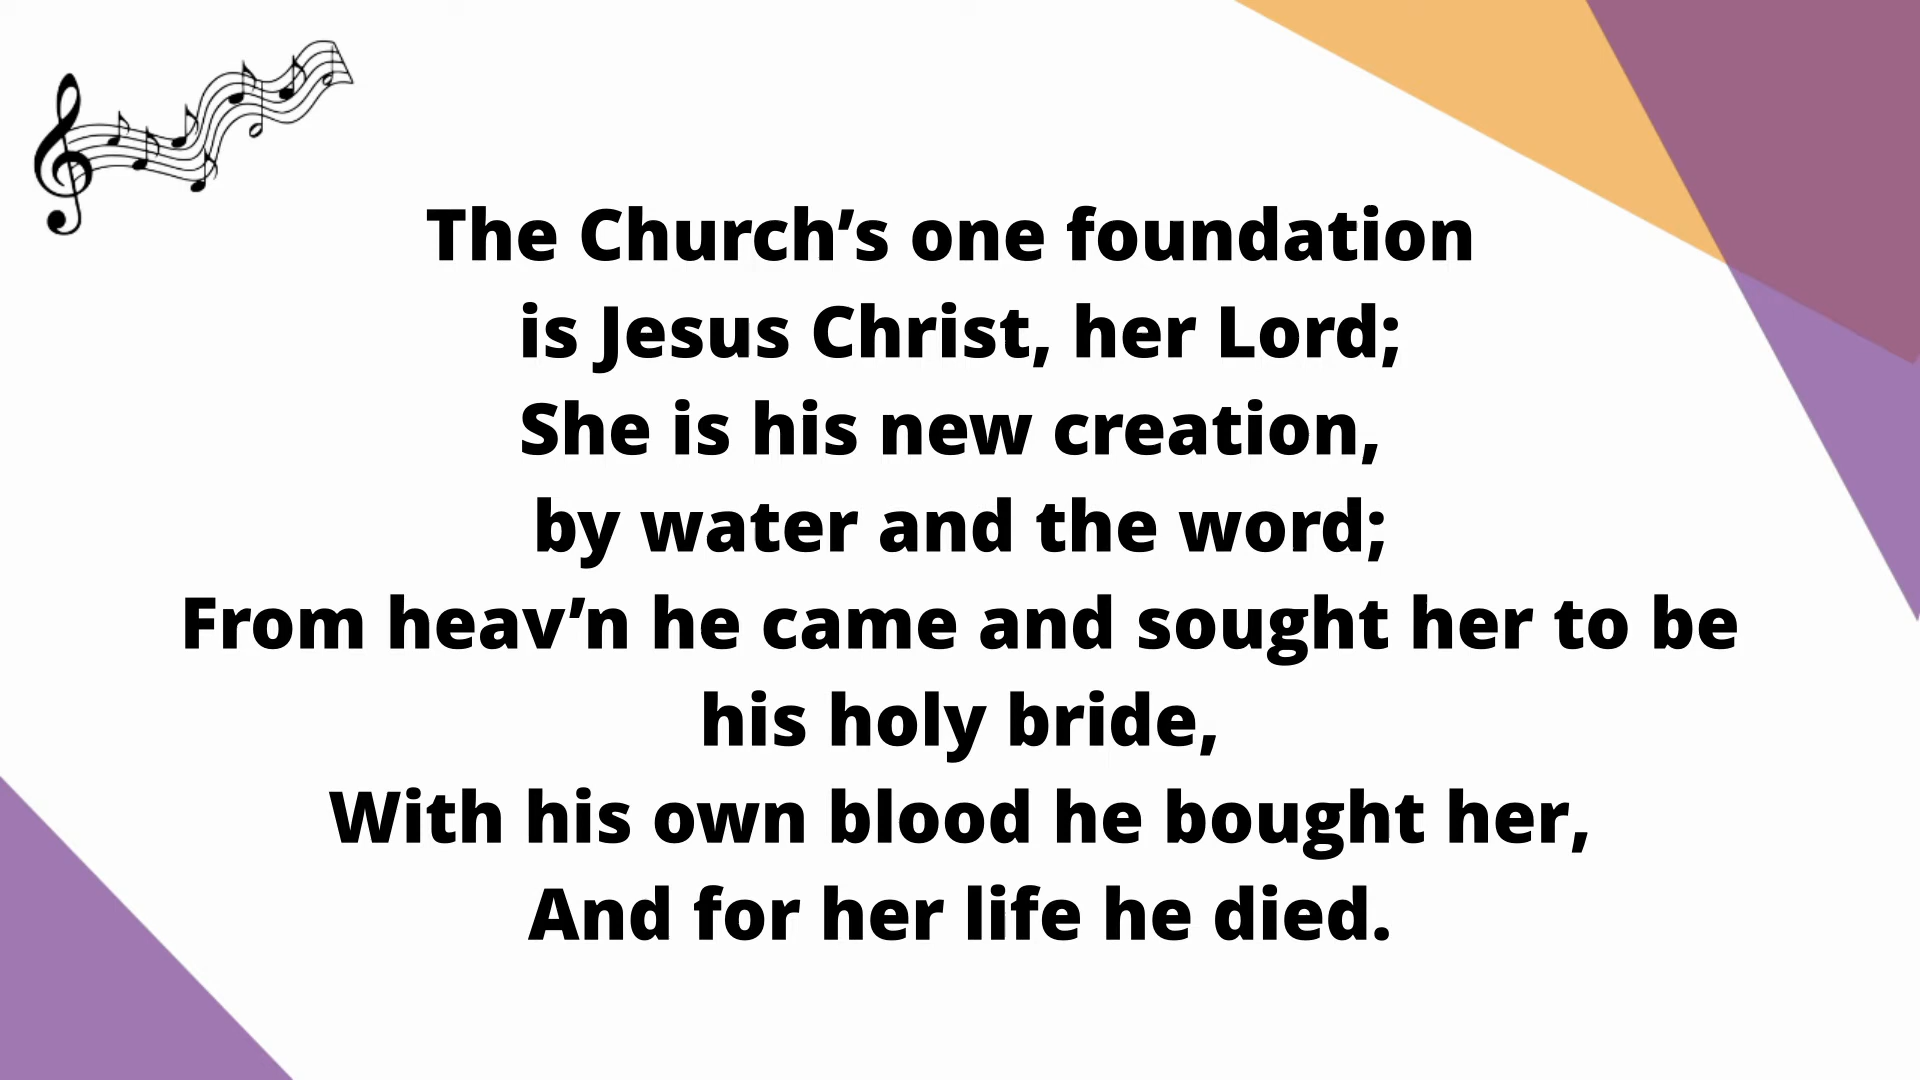 The Church’s one foundation
is Jesus Christ, her Lord;
She is his new creation,
by water and the word;
From heav’n he came and sought her to be
his holy bride,
With his own blood he bought her,
And for her life he died.